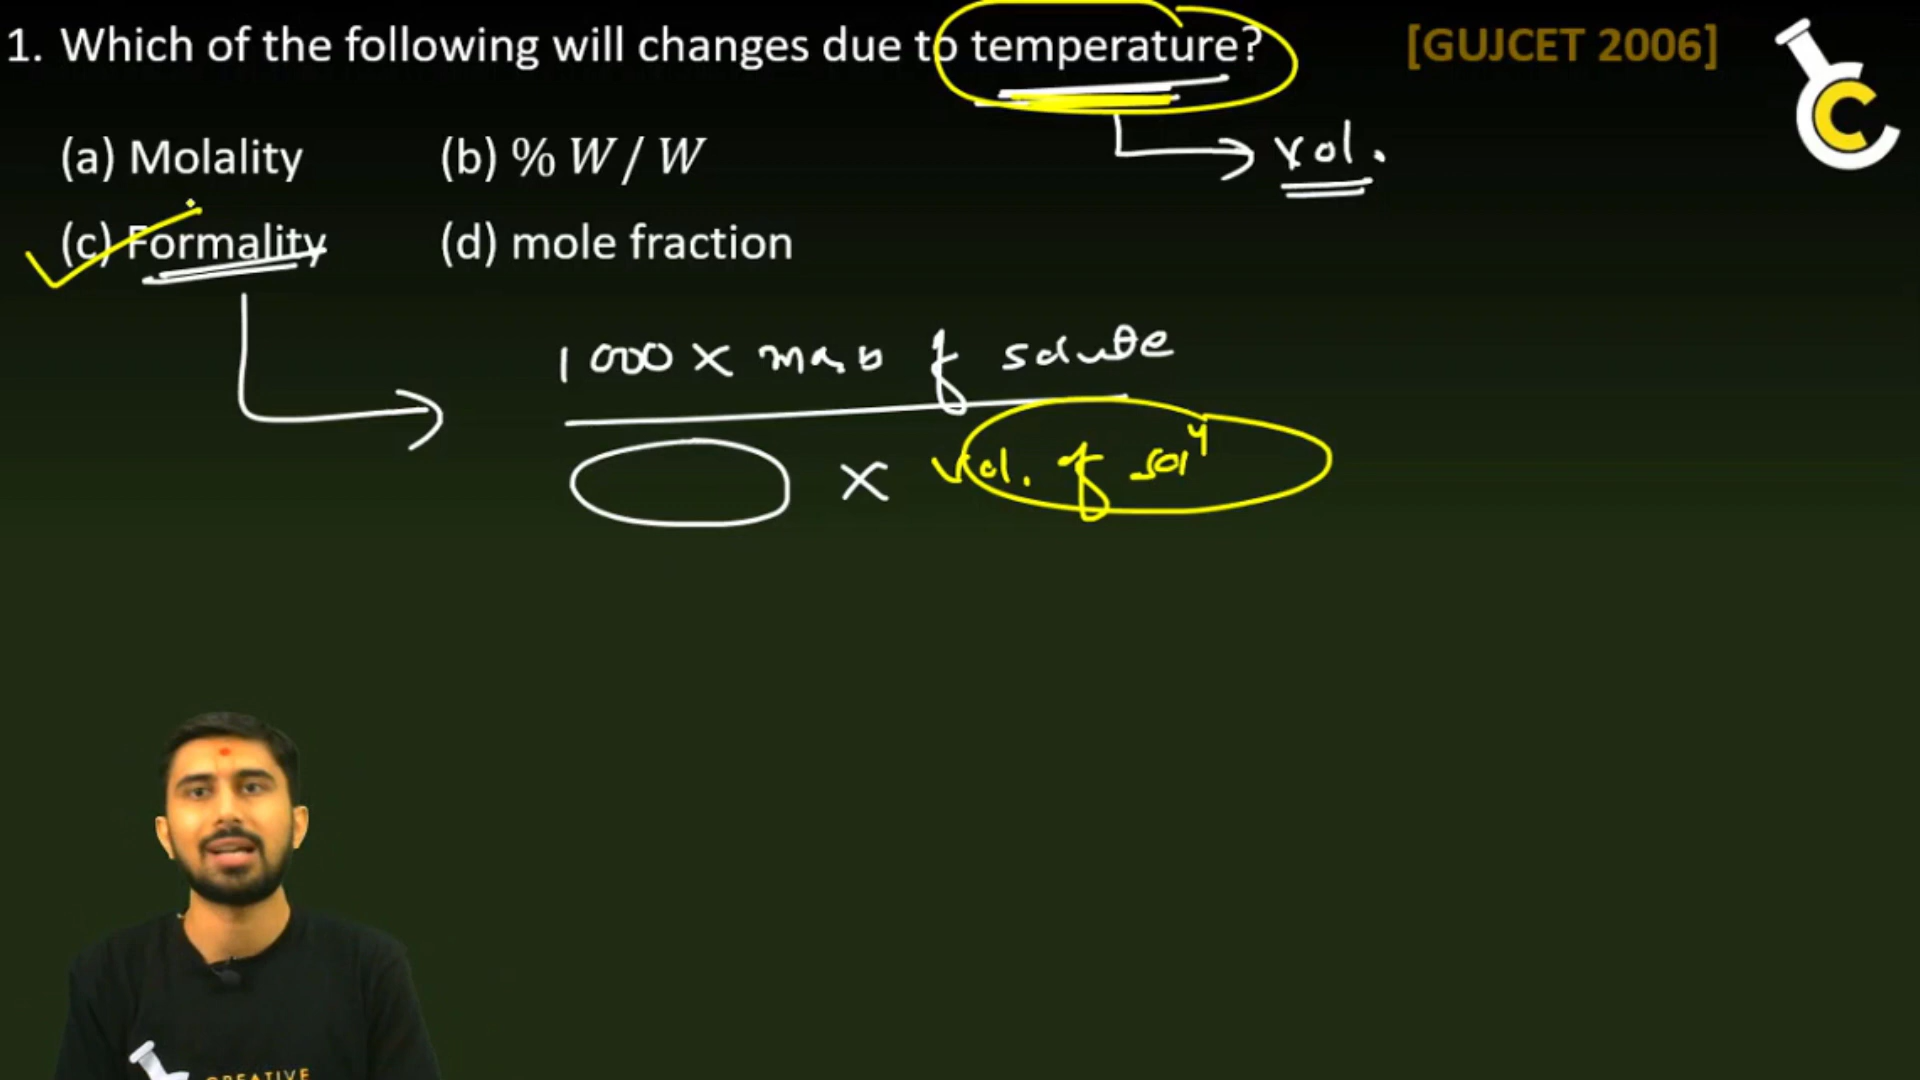 1. Which of the following will changes due to temperature? [GUJCET 2006]
(a) Molality (b) % W / W
vol.
(c) Formality (d) mole fraction
1000 × mass of solute
× Vol. of solⁿ
C
CREATIVE